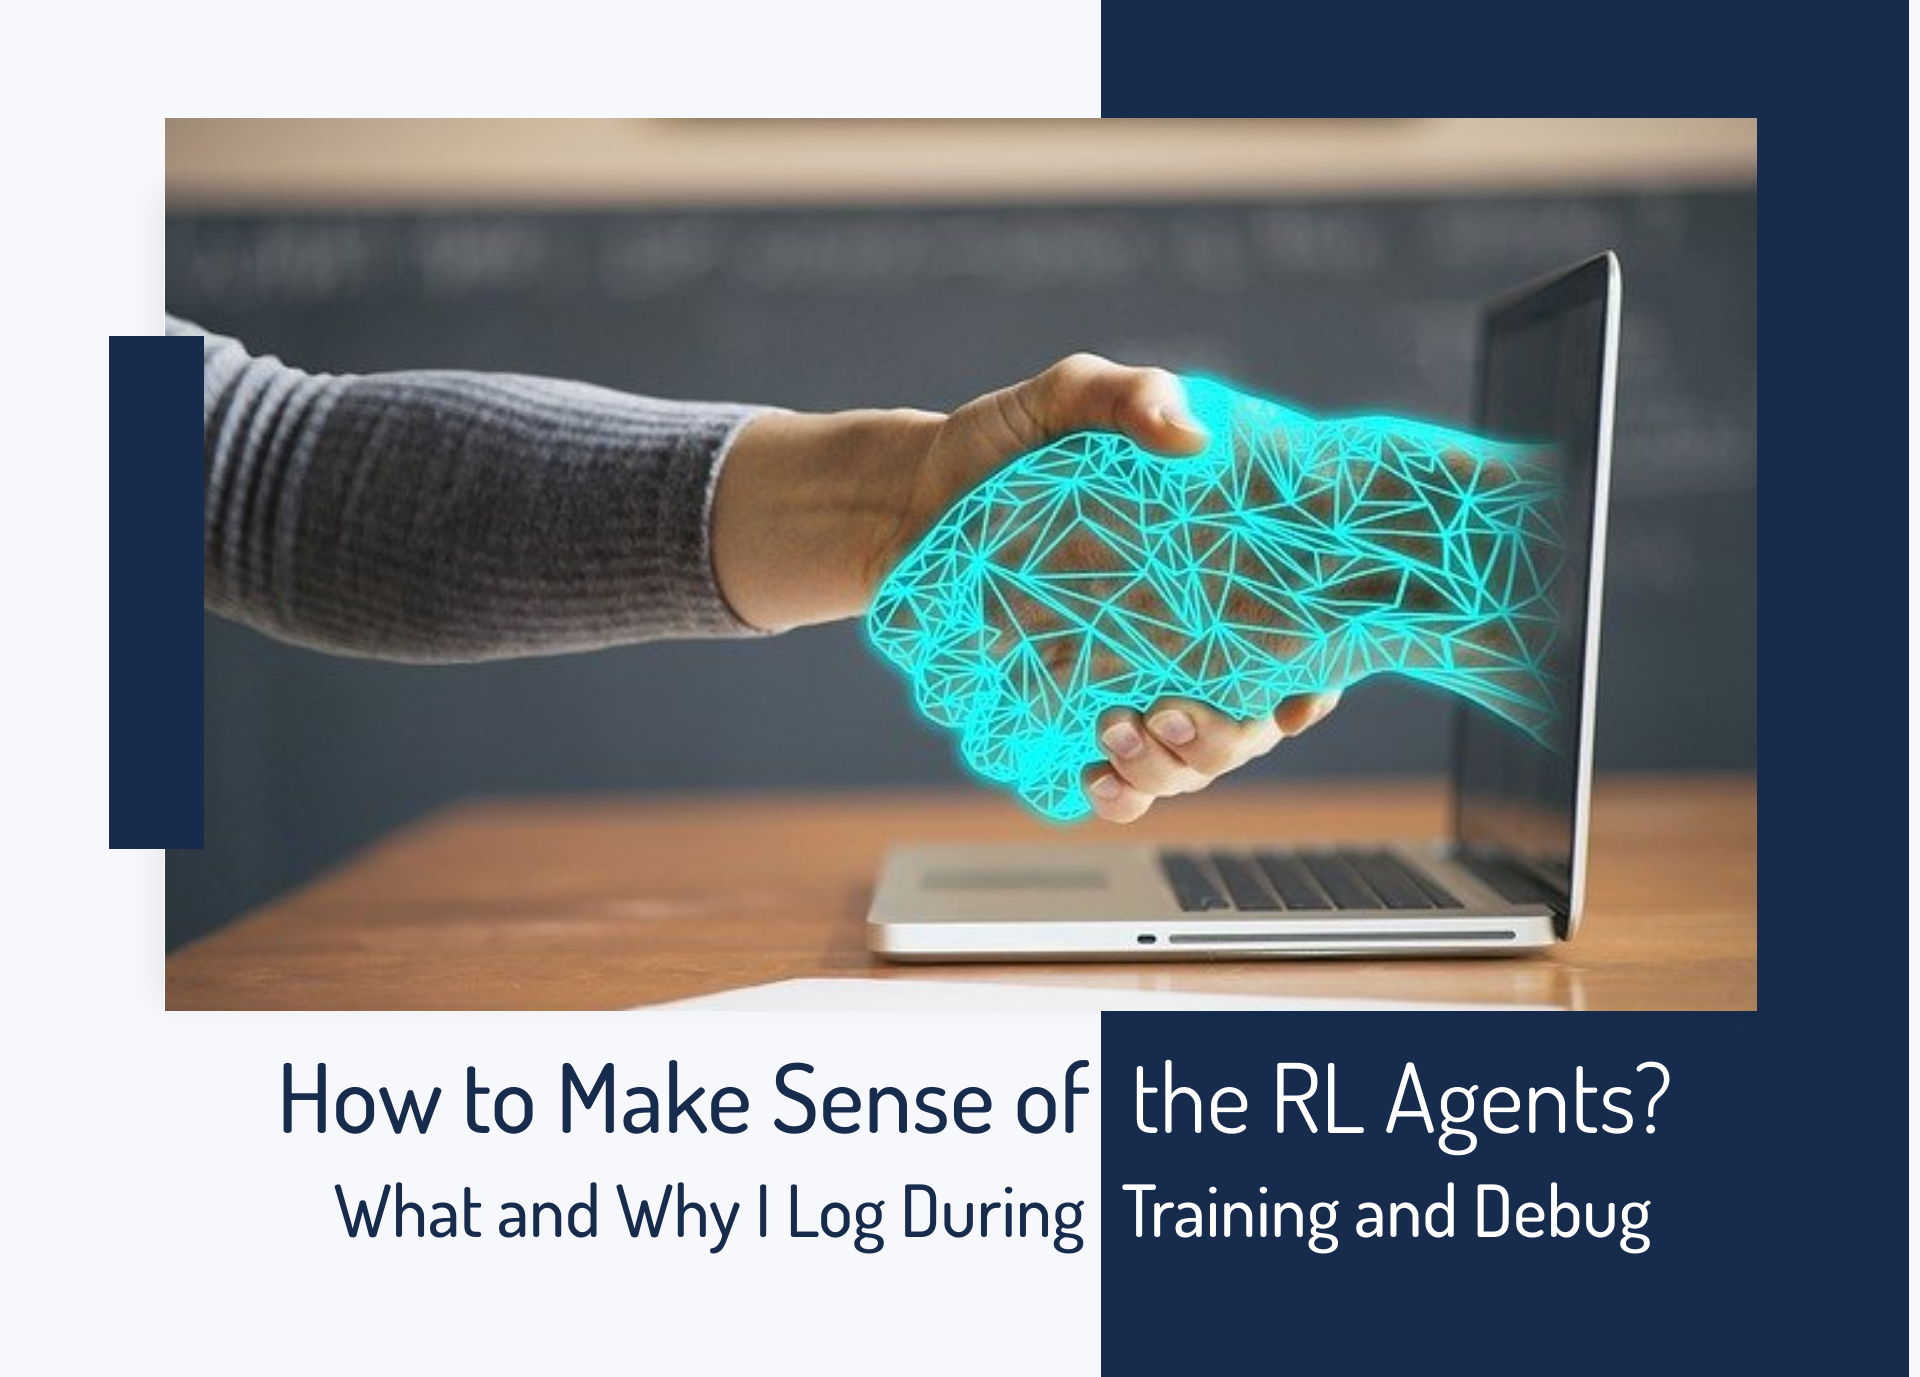 How to Make Sense of the RL Agents?
What and Why I Log During Training and Debug